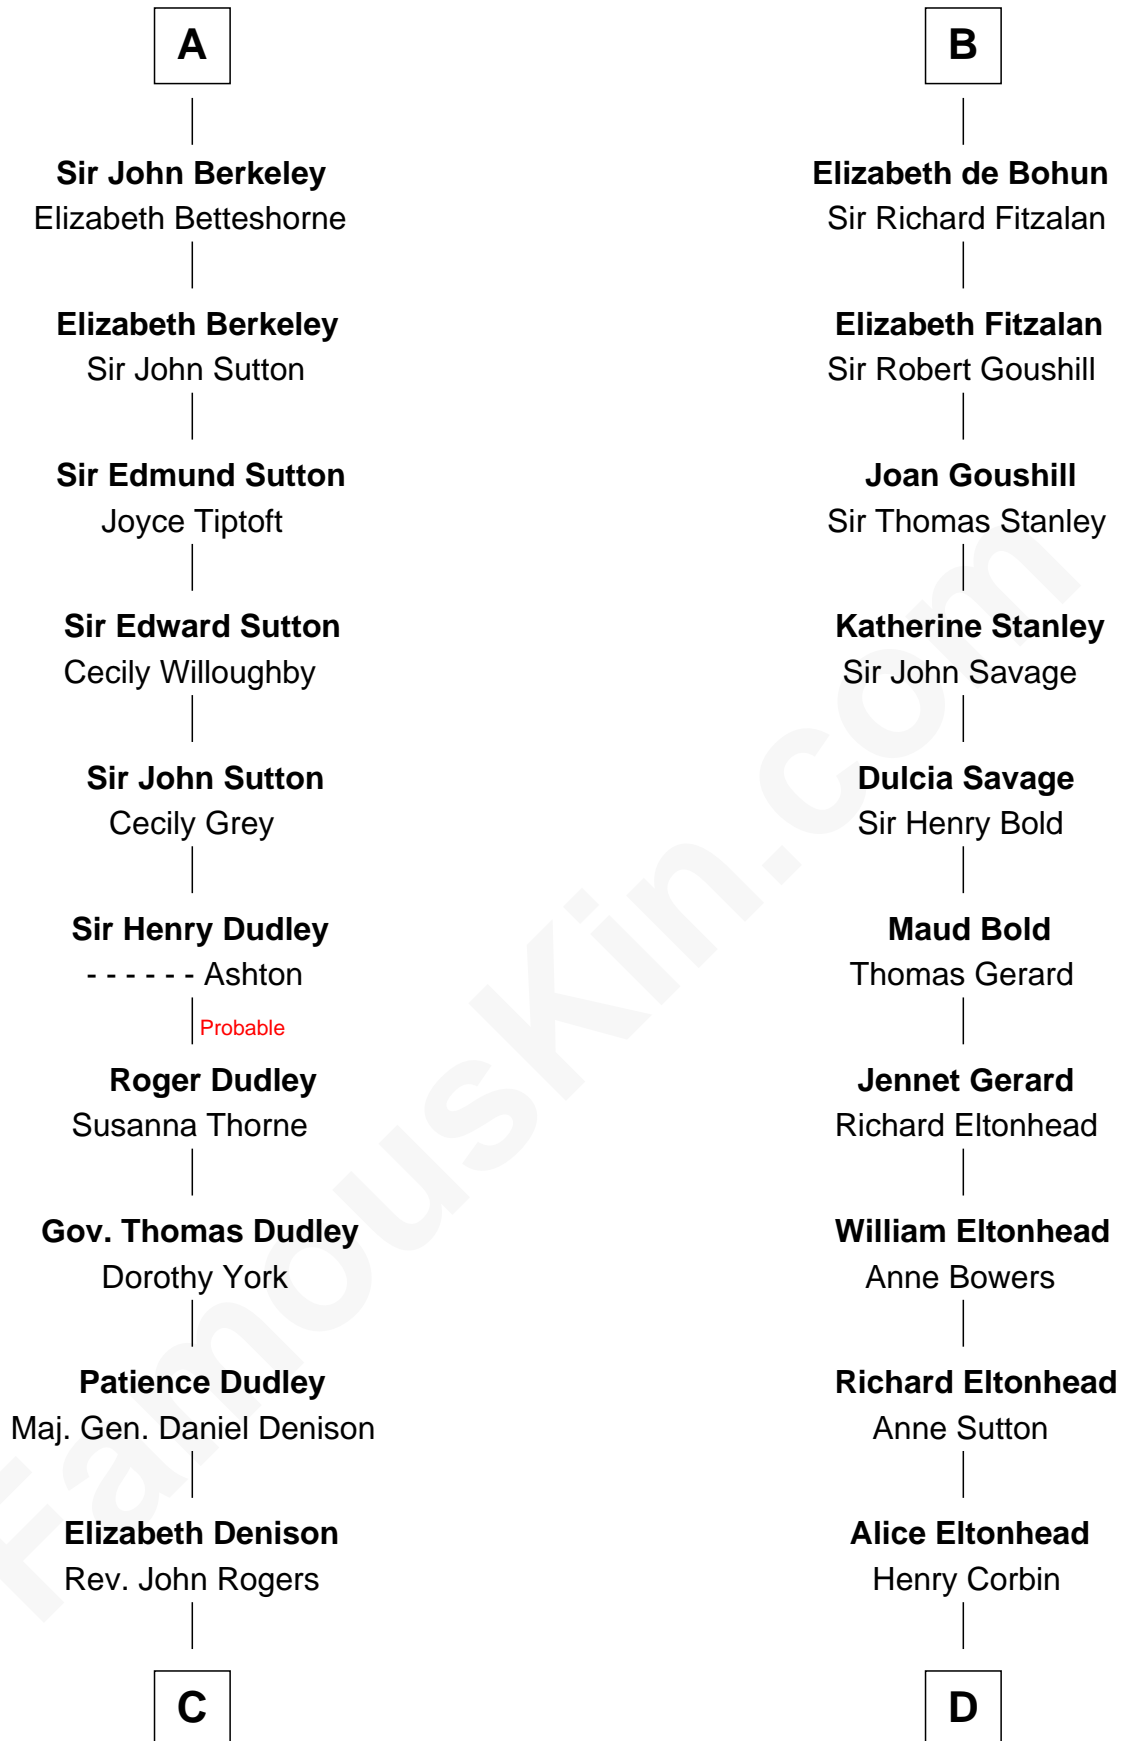 A
Sir John Berkeley
Elizabeth Betteshorne
Elizabeth Berkeley
Sir John Sutton
Sir Edmund Sutton
Joyce Tiptoft
Sir Edward Sutton
Cecily Willoughby
Sir John Sutton
Cecily Grey
Sir Henry Dudley
- - - - - - Ashton
Probable
Roger Dudley
Susanna Thorne
Gov. Thomas Dudley
Dorothy York
Patience Dudley
Maj. Gen. Daniel Denison
Elizabeth Denison
Rev. John Rogers
C
B
Elizabeth de Bohun
Sir Richard Fitzalan
Elizabeth Fitzalan
Sir Robert Goushill
Joan Goushill
Sir Thomas Stanley
Katherine Stanley
Sir John Savage
Dulcia Savage
Sir Henry Bold
Maud Bold
Thomas Gerard
Jennet Gerard
Richard Eltonhead
William Eltonhead
Anne Bowers
Richard Eltonhead
Anne Sutton
Alice Eltonhead
Henry Corbin
D
FamousKin.com